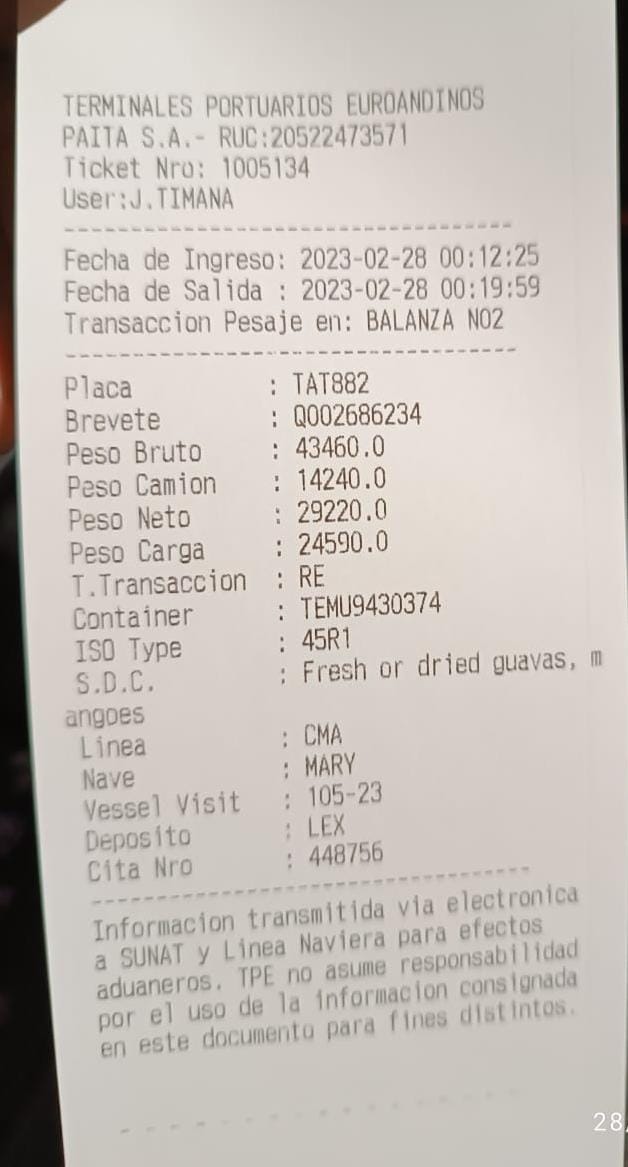 TERMINALES PORTUARIOS EUROANDINOS
PAITA S.A.- RUC:20522473571
Ticket Nro: 1005134
User:J.TIMANA
---------------------------------
Fecha de Ingreso: 2023-02-28 00:12:25
Fecha de Salida : 2023-02-28 00:19:59
Transaccion Pesaje en: BALANZA NO2
---------------------------------
Placa : TAT882
Brevete : Q002686234
Peso Bruto : 43460.0
Peso Camion : 14240.0
Peso Neto : 29220.0
Peso Carga : 24590.0
T.Transaccion : RE
Container : TEMU9430374
ISO Type : 45R1
S.D.C. : Fresh or dried guavas, m
angoes
Linea : CMA
Nave : MARY
Vessel Visit : 105-23
Deposito : LEX
Cita Nro : 448756
---------------------------------
Informacion transmitida via electronica
a SUNAT y Linea Naviera para efectos
aduaneros. TPE no asume responsabilidad
por el uso de la informacion consignada
en este documento para fines distintos.
28/